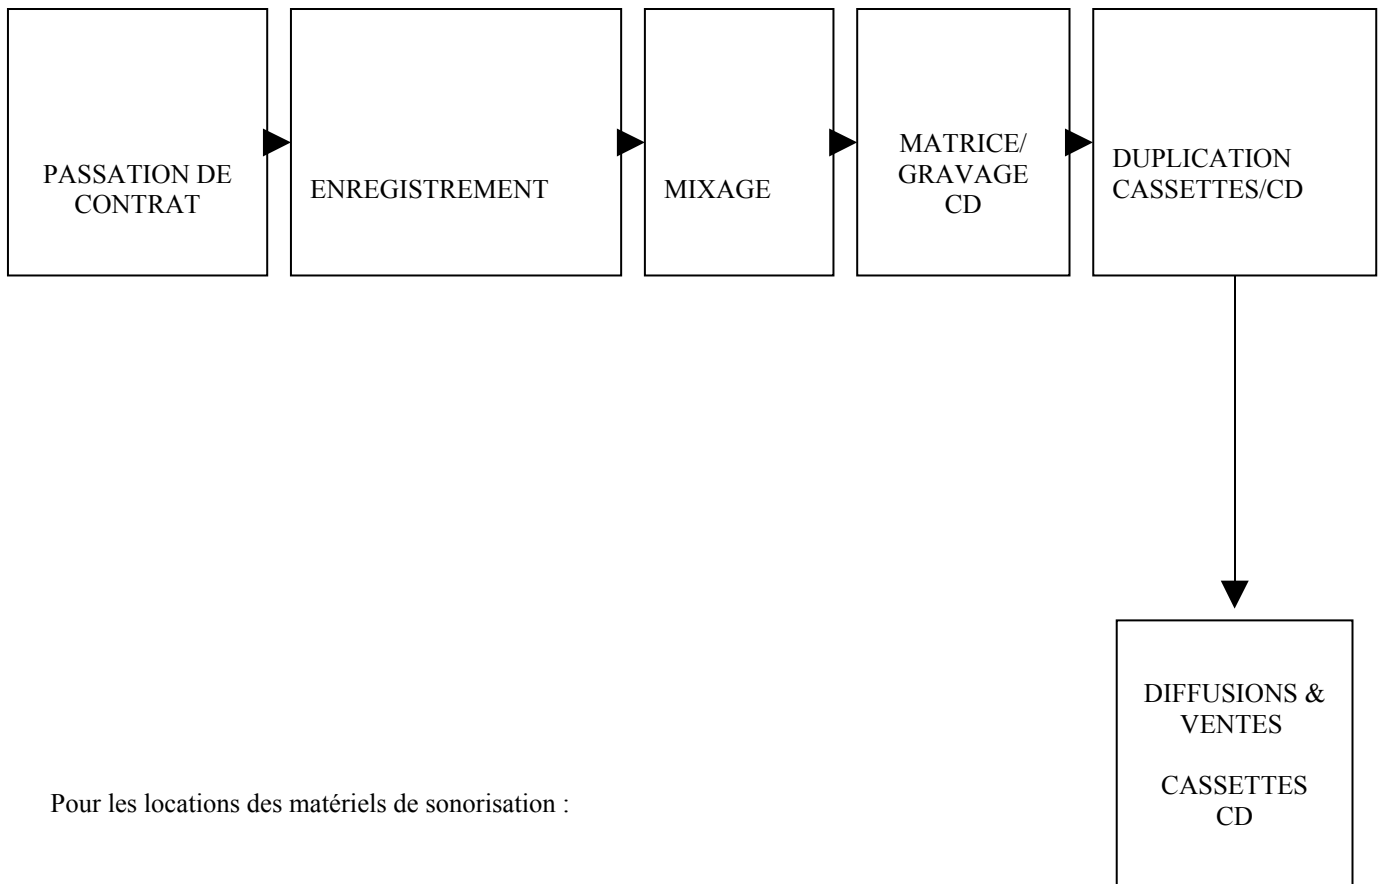 PASSATION DE
CONTRAT
ENREGISTREMENT
MIXAGE
MATRICE/
GRAVAGE
CD
DUPLICATION
CASSETTES/CD
DIFFUSIONS &
VENTES
CASSETTES
CD
Pour les locations des matériels de sonorisation :